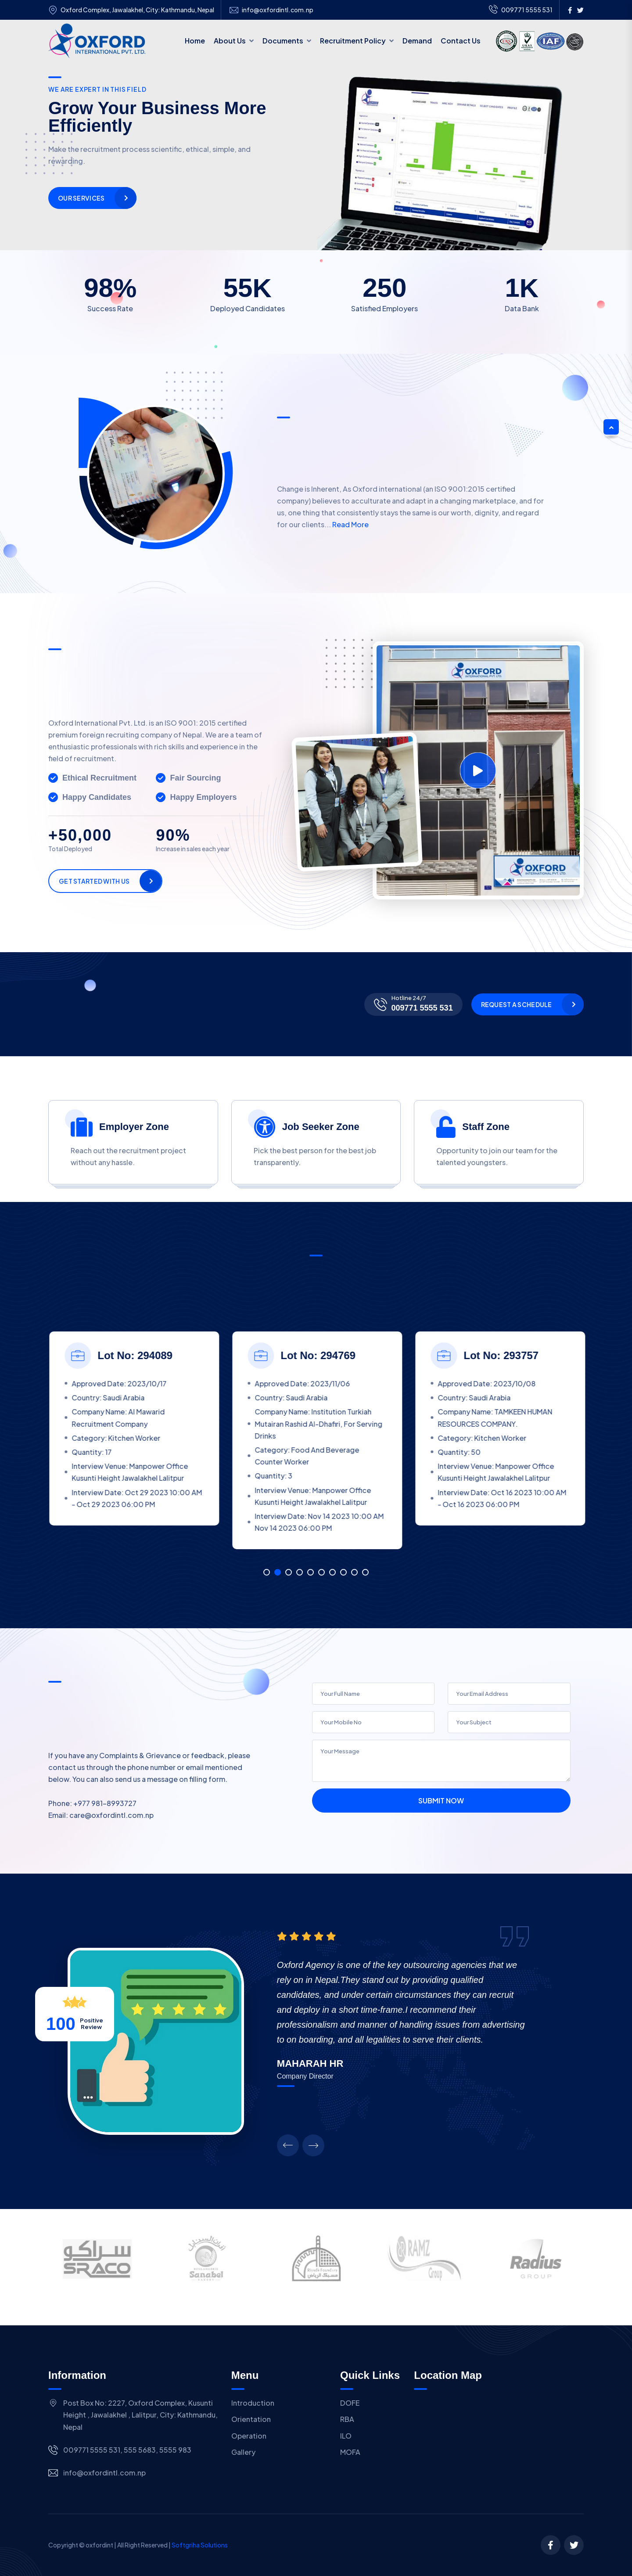 Oxford Complex, Jawalakhel, City: Kathmandu, Nepal
info@oxfordintl.com.np
009771 5555 531
OXFORD
INTERNATIONAL PVT. LTD.
Home
About Us
Documents
Recruitment Policy
Demand
Contact Us
IAF
WE ARE EXPERT IN THIS FIELD
Grow Your Business More
Efficiently
Make the recruitment process scientific, ethical, simple, and
rewarding.
OUR SERVICES
98%
Success Rate
55K
Deployed Candidates
250
Satisfied Employers
1K
Data Bank
Change is Inherent, As Oxford international (an ISO 9001:2015 certified
company) believes to acculturate and adapt in a changing marketplace, and for
us, one thing that consistently stays the same is our worth, dignity, and regard
for our clients... Read More
Oxford International Pvt. Ltd. is an ISO 9001: 2015 certified
premium foreign recruiting company of Nepal. We are a team of
enthusiastic professionals with rich skills and experience in the
field of recruitment.
Ethical Recruitment
Fair Sourcing
Happy Candidates
Happy Employers
+50,000
Total Deployed
90%
Increase in sales each year
GET STARTED WITH US
OXFORD
INTERNATIONAL PVT. LTD.
OXFORD
INTERNATIONAL PVT. LTD.
Hotline 24/7
009771 5555 531
REQUEST A SCHEDULE
Employer Zone
Reach out the recruitment project
without any hassle.
Job Seeker Zone
Pick the best person for the best job
transparently.
Staff Zone
Opportunity to join our team for the
talented youngsters.
Lot No: 294089
Approved Date: 2023/10/17
Country: Saudi Arabia
Company Name: Al Mawarid
Recruitment Company
Category: Kitchen Worker
Quantity: 17
Interview Venue: Manpower Office
Kusunti Height Jawalakhel Lalitpur
Interview Date: Oct 29 2023 10:00 AM
- Oct 29 2023 06:00 PM
Lot No: 294769
Approved Date: 2023/11/06
Country: Saudi Arabia
Company Name: Institution Turkiah
Mutairan Rashid Al-Dhafiri, For Serving
Drinks
Category: Food And Beverage
Counter Worker
Quantity: 3
Interview Venue: Manpower Office
Kusunti Height Jawalakhel Lalitpur
Interview Date: Nov 14 2023 10:00 AM
Nov 14 2023 06:00 PM
Lot No: 293757
Approved Date: 2023/10/08
Country: Saudi Arabia
Company Name: TAMKEEN HUMAN
RESOURCES COMPANY.
Category: Kitchen Worker
Quantity: 50
Interview Venue: Manpower Office
Kusunti Height Jawalakhel Lalitpur
Interview Date: Oct 16 2023 10:00 AM
- Oct 16 2023 06:00 PM
If you have any Complaints & Grievance or feedback, please
contact us through the phone number or email mentioned
below. You can also send us a message on filling form.
Phone: +977 981-8993727
Email: care@oxfordintl.com.np
Your Full Name
Your Email Address
Your Mobile No
Your Subject
Your Message
SUBMIT NOW
100
Positive
Review
Oxford Agency is one of the key outsourcing agencies that we
rely on in Nepal.They stand out by providing qualified
candidates, and under certain circumstances they can recruit
and deploy in a short time-frame.I recommend their
professionalism and manner of handling issues from advertising
to on boarding, and all legalities to serve their clients.
MAHARAH HR
Company Director
سراكو
SRACO
Sanabel
RAMZ
Group
Radius
GROUP
Information
Post Box No: 2227, Oxford Complex, Kusunti
Height , Jawalakhel , Lalitpur, City: Kathmandu,
Nepal
009771 5555 531, 555 5683, 5555 983
info@oxfordintl.com.np
Menu
Introduction
Orientation
Operation
Gallery
Quick Links
DOFE
RBA
ILO
MOFA
Location Map
Copyright © oxfordint | All Right Reserved | Softgriha Solutions